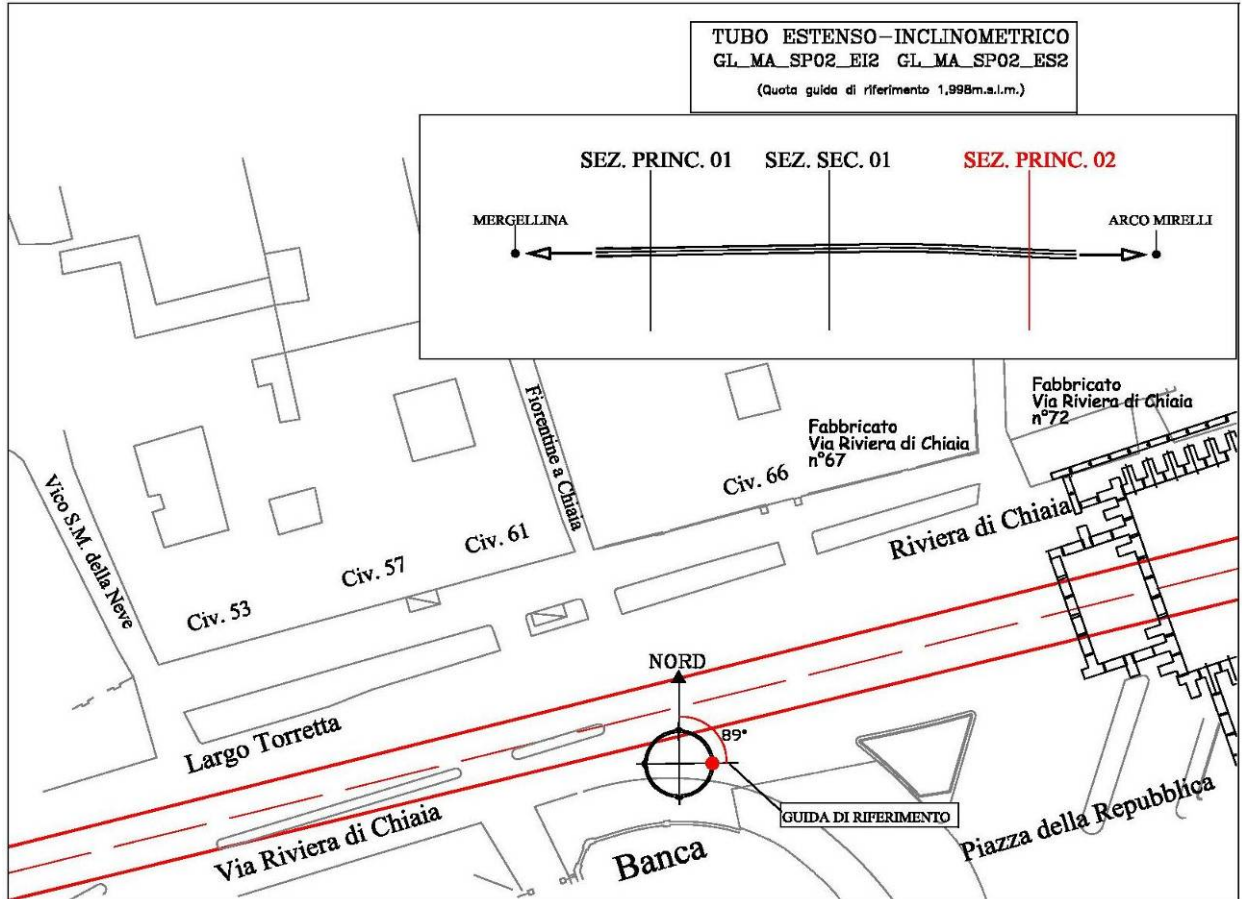 TUBO ESTENSO-INCLINOMETRICO
GL_MA_SP02_EI2 GL_MA_SP02_ES2
(Quota guida di riferimento 1,998m.s.l.m.)
SEZ. PRINC. 01
SEZ. SEC. 01
SEZ. PRINC. 02
MERGELLINA
ARCO MIRELLI
Fabbricato
Via Riviera di Chiaia
n°72
Fabbricato
Via Riviera di Chiaia
n°67
Fiorentine a Chiaia
Vico S.M. della Neve
Civ. 66
Civ. 61
Civ. 57
Civ. 53
Riviera di Chiaia
NORD
89°
Largo Torretta
GUIDA DI RIFERIMENTO
Via Riviera di Chiaia
Banca
Piazza della Repubblica